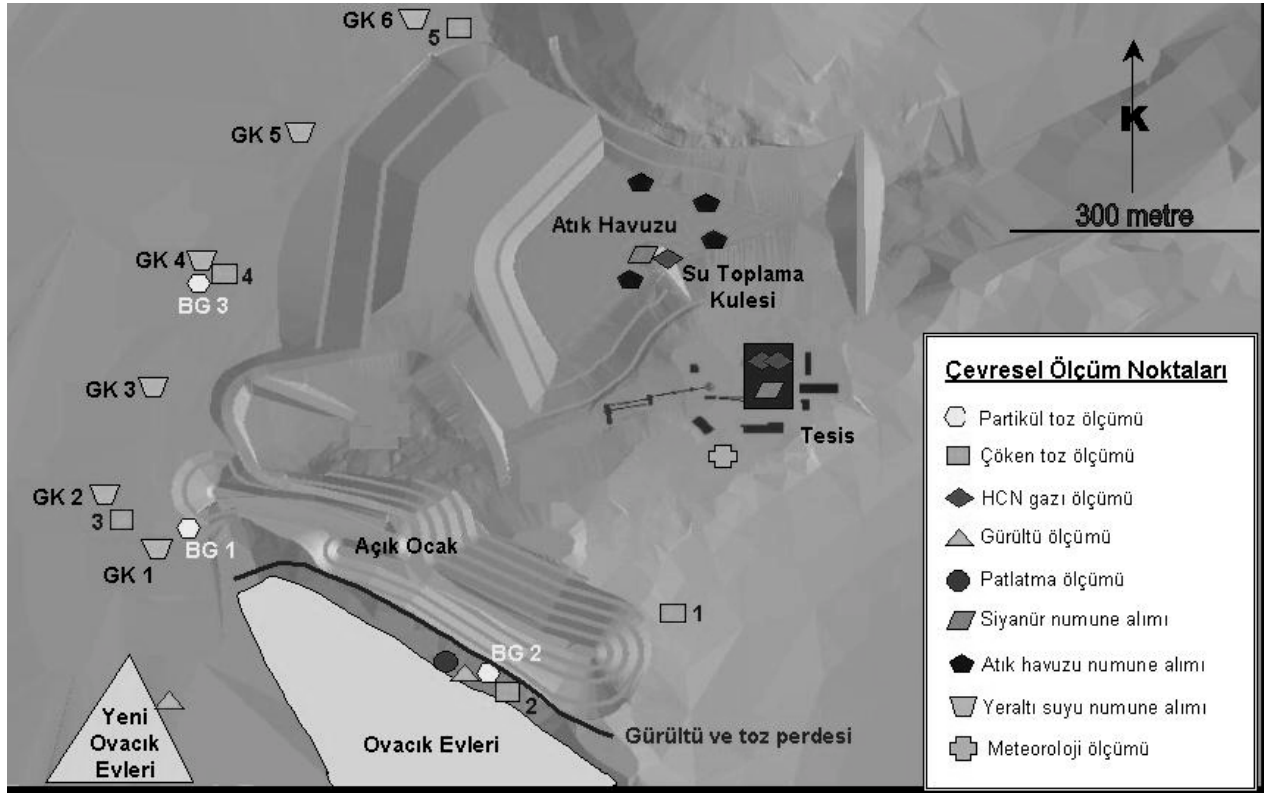 GK 6
5
GK 5
K
300 metre
Atık Havuzu
GK 4
4
BG 3
Su Toplama
Kulesi
GK 3
Tesis
GK 2
3
BG 1
GK 1
Açık Ocak
1
BG 2
2
Gürültü ve toz perdesi
Yeni
Ovacık
Evleri
Ovacık Evleri
Çevresel Ölçüm Noktaları
Partikül toz ölçümü
Çöken toz ölçümü
HCN gazı ölçümü
Gürültü ölçümü
Patlatma ölçümü
Siyanür numune alımı
Atık havuzu numune alımı
Yeraltı suyu numune alımı
Meteoroloji ölçümü